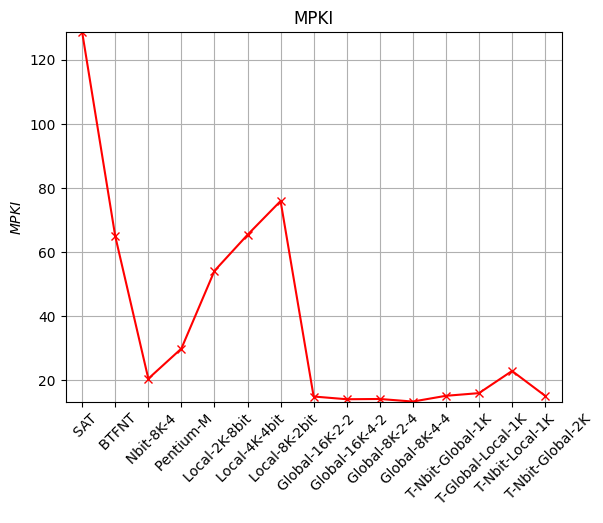 MPKI
MPKI
120
100
80
60
40
20
SAT
BTFNT
Nbit-8K-4
Pentium-M
Local-2K-8bit
Local-4K-4bit
Local-8K-2bit
Global-16K-2-2
Global-16K-4-2
Global-8K-2-4
Global-8K-4-4
T-Nbit-Global-1K
T-Global-Local-1K
T-Nbit-Local-1K
T-Nbit-Global-2K